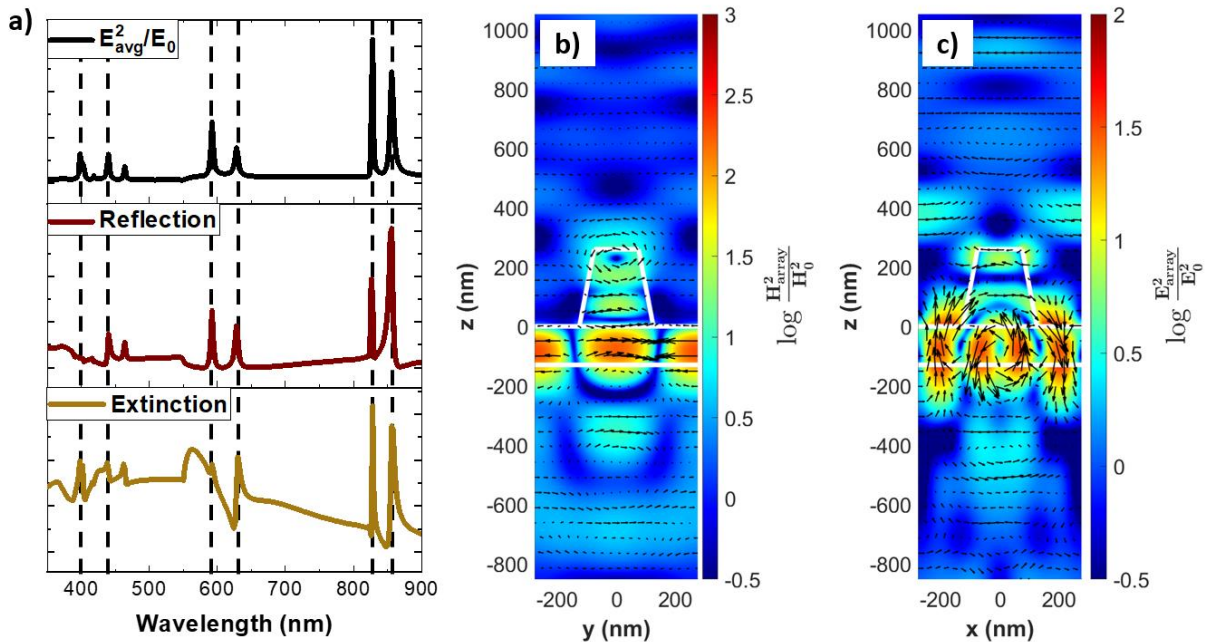 a)
E²avg/E0
Reflection
Extinction
400 500 600 700 800 900
Wavelength (nm)
b)
1000
800
600
400
200
0
-200
-400
-600
-800
z (nm)
-200 0 200
y (nm)
3
2.5
2
1.5
1
0.5
0
-0.5
log H²array/H²0
c)
1000
800
600
400
200
0
-200
-400
-600
-800
z (nm)
-200 0 200
x (nm)
2
1.5
1
0.5
0
-0.5
log E²array/E²0